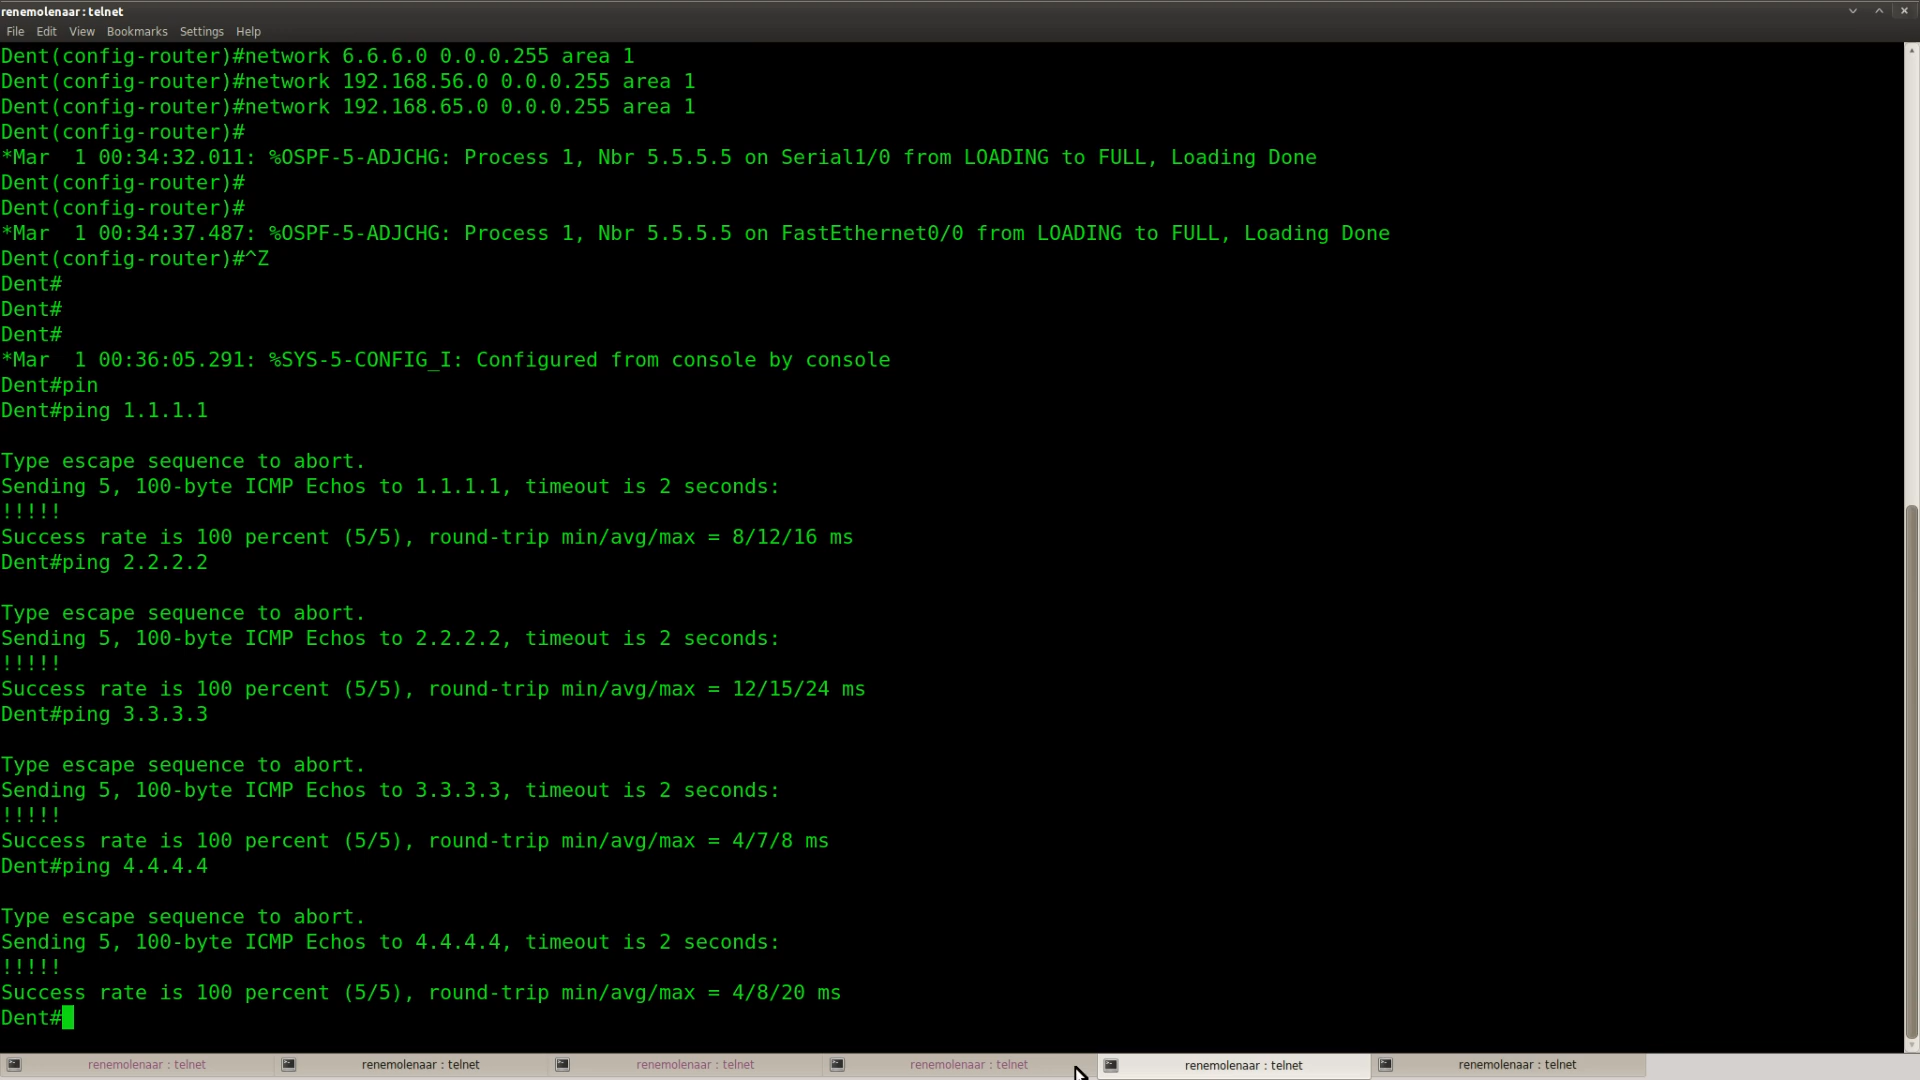 renemolenaar : telnet
File Edit View Bookmarks Settings Help
Dent(config-router)#network 6.6.6.0 0.0.0.255 area 1
Dent(config-router)#network 192.168.56.0 0.0.0.255 area 1
Dent(config-router)#network 192.168.65.0 0.0.0.255 area 1
Dent(config-router)#
*Mar  1 00:34:32.011: %OSPF-5-ADJCHG: Process 1, Nbr 5.5.5.5 on Serial1/0 from LOADING to FULL, Loading Done
Dent(config-router)#
Dent(config-router)#
*Mar  1 00:34:37.487: %OSPF-5-ADJCHG: Process 1, Nbr 5.5.5.5 on FastEthernet0/0 from LOADING to FULL, Loading Done
Dent(config-router)#^Z
Dent#
Dent#
Dent#
*Mar  1 00:36:05.291: %SYS-5-CONFIG_I: Configured from console by console
Dent#pin
Dent#ping 1.1.1.1
Type escape sequence to abort.
Sending 5, 100-byte ICMP Echos to 1.1.1.1, timeout is 2 seconds:
!!!!!
Success rate is 100 percent (5/5), round-trip min/avg/max = 8/12/16 ms
Dent#ping 2.2.2.2
Type escape sequence to abort.
Sending 5, 100-byte ICMP Echos to 2.2.2.2, timeout is 2 seconds:
!!!!!
Success rate is 100 percent (5/5), round-trip min/avg/max = 12/15/24 ms
Dent#ping 3.3.3.3
Type escape sequence to abort.
Sending 5, 100-byte ICMP Echos to 3.3.3.3, timeout is 2 seconds:
!!!!!
Success rate is 100 percent (5/5), round-trip min/avg/max = 4/7/8 ms
Dent#ping 4.4.4.4
Type escape sequence to abort.
Sending 5, 100-byte ICMP Echos to 4.4.4.4, timeout is 2 seconds:
!!!!!
Success rate is 100 percent (5/5), round-trip min/avg/max = 4/8/20 ms
Dent#
renemolenaar : telnet renemolenaar : telnet renemolenaar : telnet renemolenaar : telnet renemolenaar : telnet renemolenaar : telnet